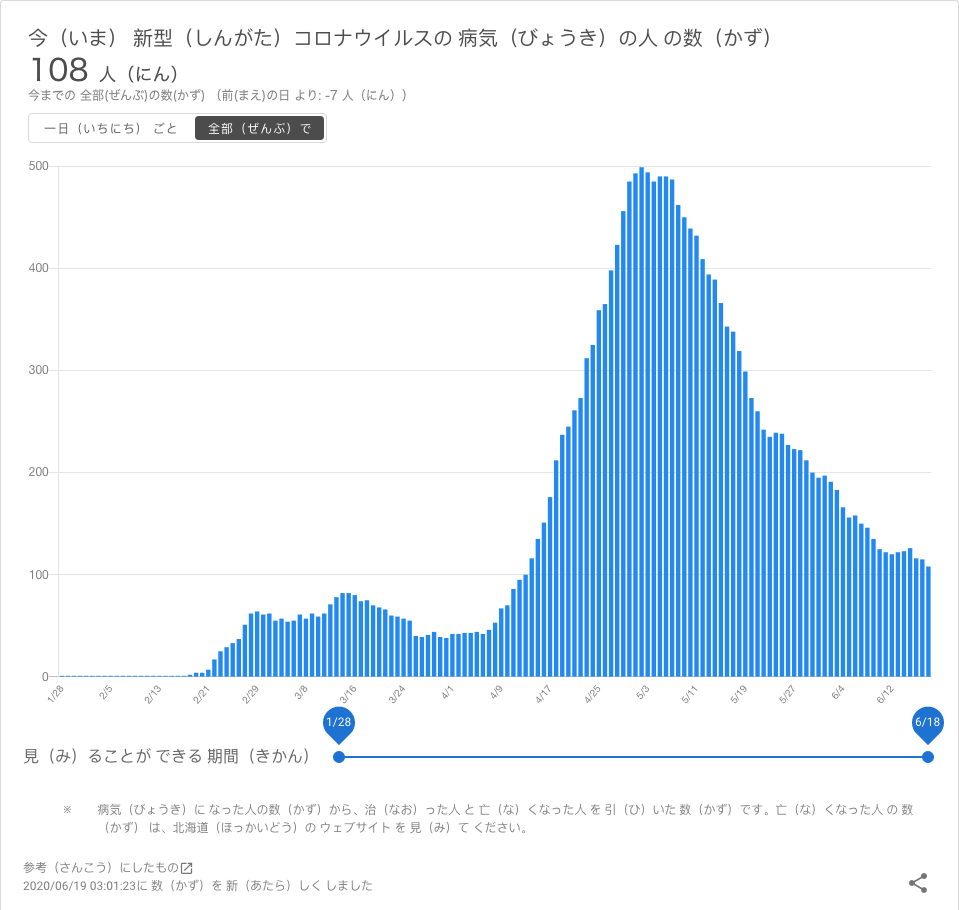 今（いま） 新型（しんがた）コロナウイルスの 病気（びょうき）の人 の数（かず）
108 人（にん）
今までの 全部(ぜんぶ)の数(かず) （前(まえ)の日 より: -7 人（にん））
一日（いちにち） ごと 全部（ぜんぶ）で
500
400
300
200
100
0
1/28 2/5 2/13 2/21 2/29 3/8 3/16 3/24 4/1 4/9 4/17 4/25 5/3 5/11 5/19 5/27 6/4 6/12
1/28 6/18
見（み）ることが できる 期間（きかん）
※ 病気（びょうき）に なった人の数（かず）から、治（なお）った人 と 亡（な）くなった人 を 引（ひ）いた 数（かず）です。亡（な）くなった人 の 数
（かず） は、北海道（ほっかいどう）の ウェブサイト を 見（み）て ください。
参考（さんこう）にしたもの
2020/06/19 03:01:23に 数（かず）を 新（あたら）しく しました